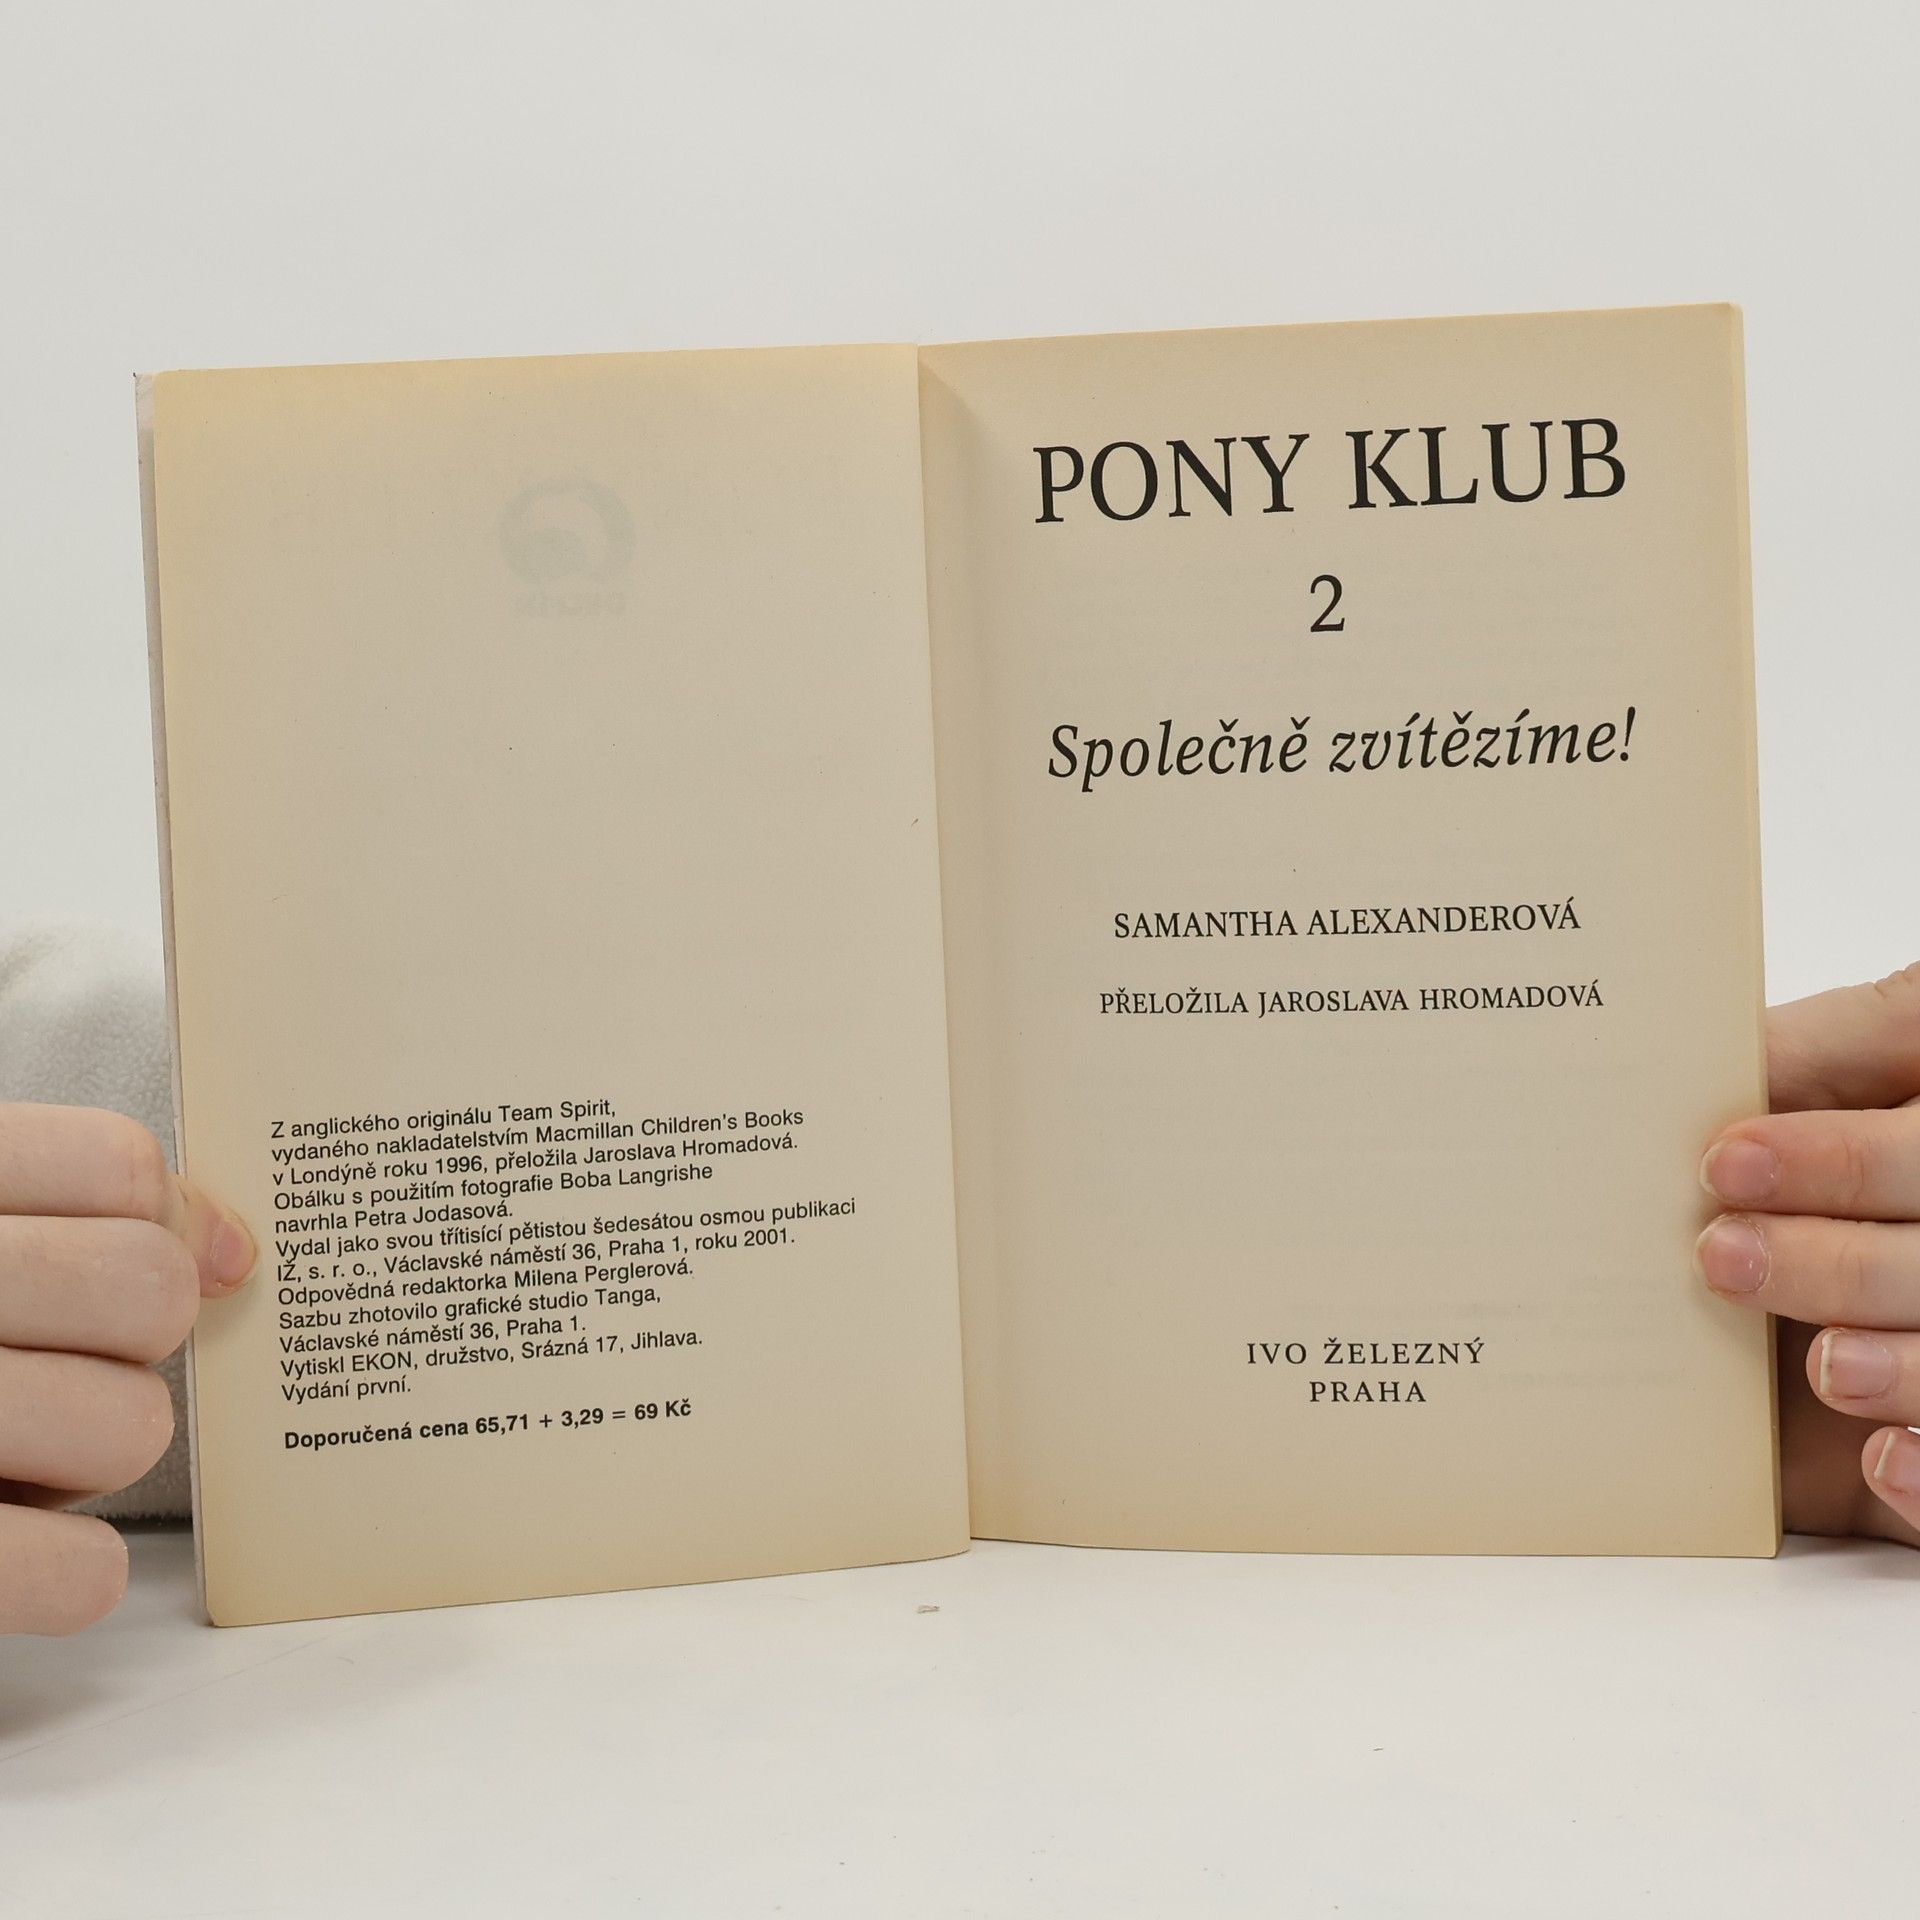 Z anglického originálu Team Spirit,
vydaného nakladatelstvím Macmillan Children's Books
v Londýně roku 1996, přeložila Jaroslava Hromadová.
Obálku s použitím fotografie Boba Langrishe
navrhla Petra Jodasová.
Vydal jako svou třítisící pětistou šedesátou osmou publikaci
IŽ, s. r. o., Václavské náměstí 36, Praha 1, roku 2001.
Odpovědná redaktorka Milena Perglerová.
Sazbu zhotovilo grafické studio Tanga,
Václavské náměstí 36, Praha 1.
Vytiskl EKON, družstvo, Srázná 17, Jihlava.
Vydání první.
Doporučená cena 65,71 + 3,29 = 69 Kč
PONY KLUB
2
Společně zvítězíme!
SAMANTHA ALEXANDEROVÁ
PŘELOŽILA JAROSLAVA HROMADOVÁ
IVO ŽELEZNÝ
PRAHA